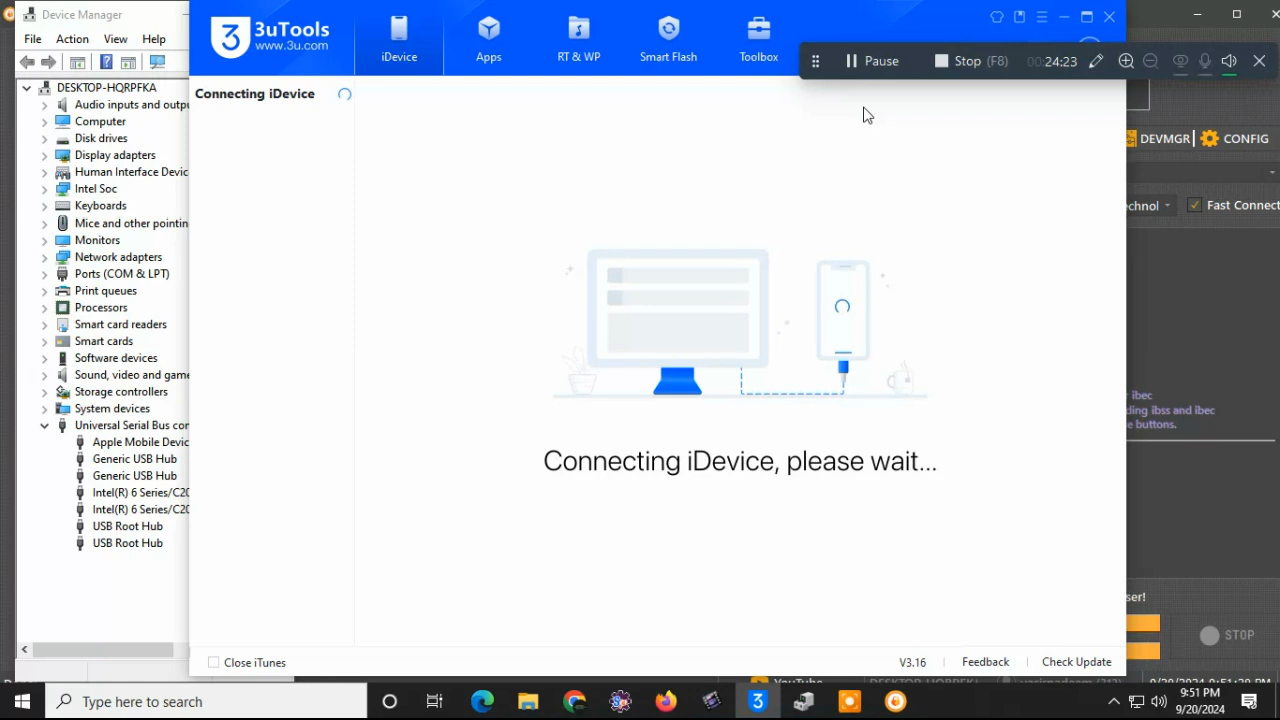 Device Manager
File Action View Help
DESKTOP-HQRPFKA
Audio inputs and outpu
Computer
Disk drives
Display adapters
Human Interface Devic
Intel Soc
Keyboards
Mice and other pointin
Monitors
Network adapters
Ports (COM & LPT)
Print queues
Processors
Smart card readers
Smart cards
Software devices
Sound, video and game
Storage controllers
System devices
Universal Serial Bus con
Apple Mobile Devic
Generic USB Hub
Generic USB Hub
Intel(R) 6 Series/C20
Intel(R) 6 Series/C20
USB Root Hub
USB Root Hub
3
3uTools
www.3u.com
iDevice
Apps
RT & WP
Smart Flash
Toolbox
Pause
Stop (F8)
00:24:23
Connecting iDevice
Connecting iDevice, please wait...
Close iTunes
V3.16
Feedback
Check Update
DEVMGR
CONFIG
echnol
Fast Connect
ibec
ding ibss and ibec
e buttons.
ser!
STOP
Type here to search
3
9:51 PM
9/20/2024